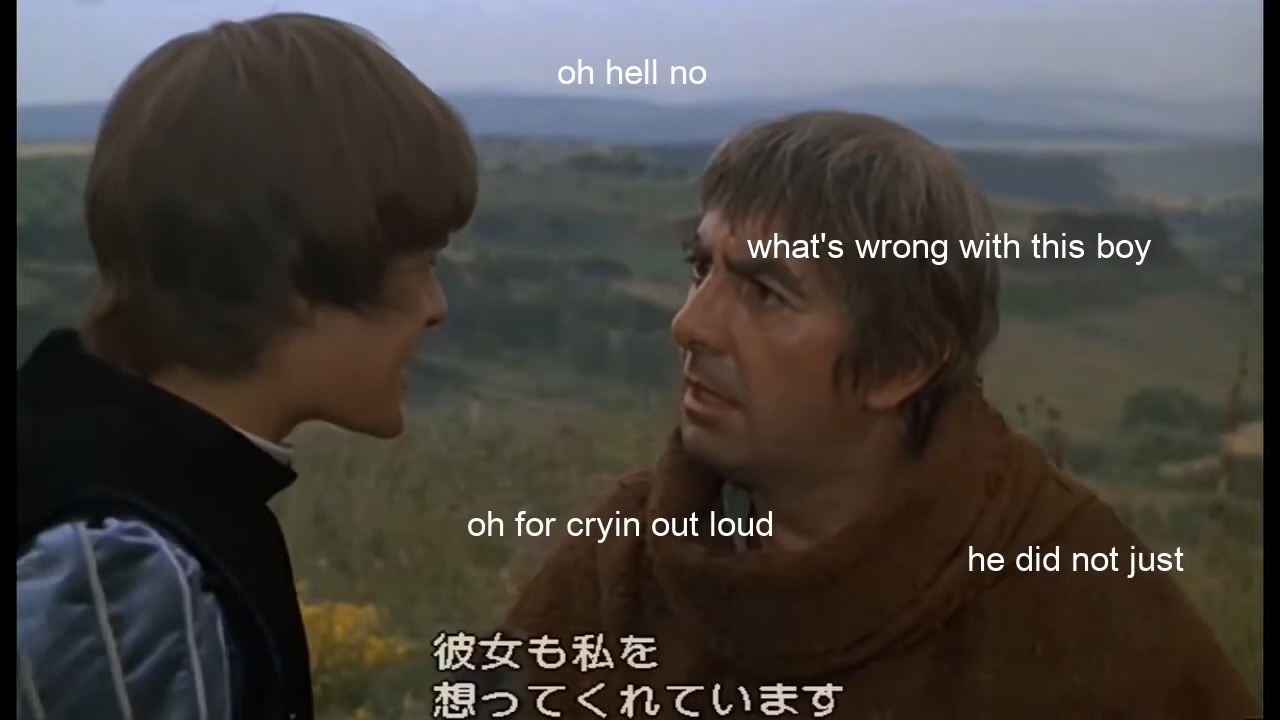 oh hell no
what's wrong with this boy
oh for cryin out loud
he did not just
彼女も私を
想ってくれています